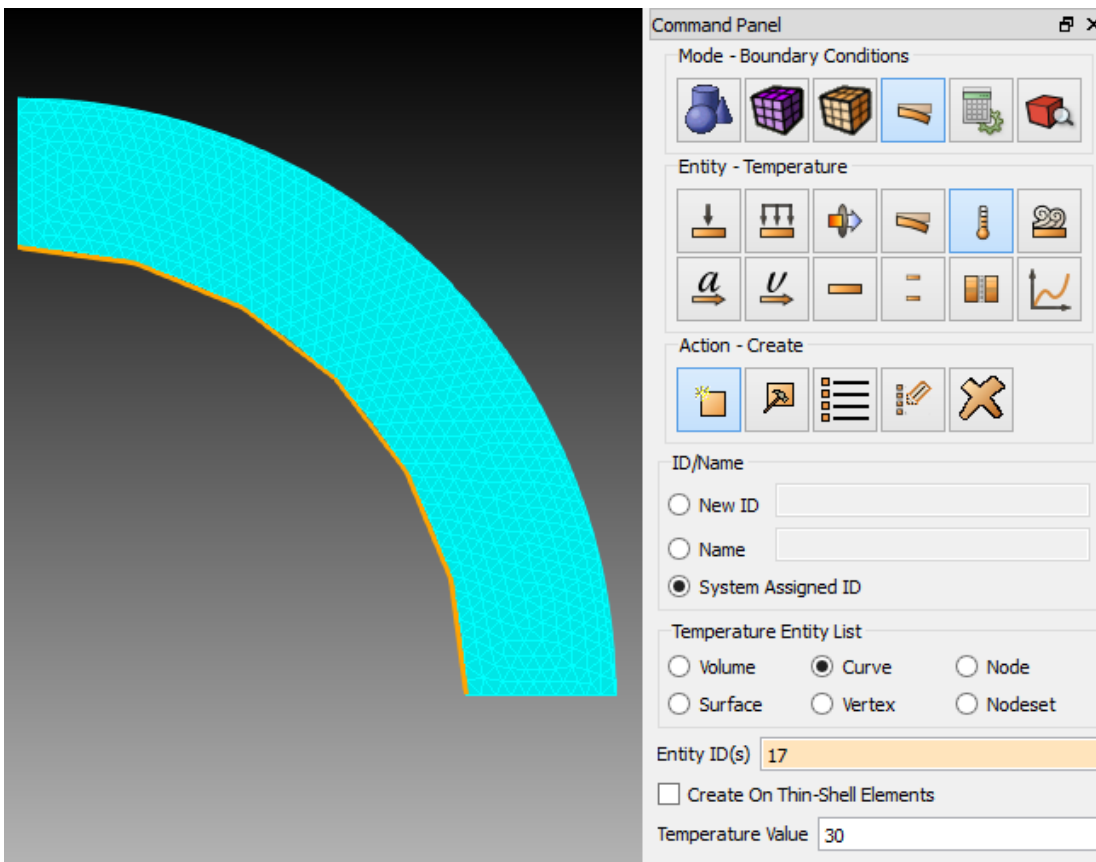 Command Panel
Mode - Boundary Conditions
Entity - Temperature
a
v
Action - Create
ID/Name
New ID
Name
System Assigned ID
Temperature Entity List
Volume Curve Node
Surface Vertex Nodeset
Entity ID(s) 17
Create On Thin-Shell Elements
Temperature Value 30